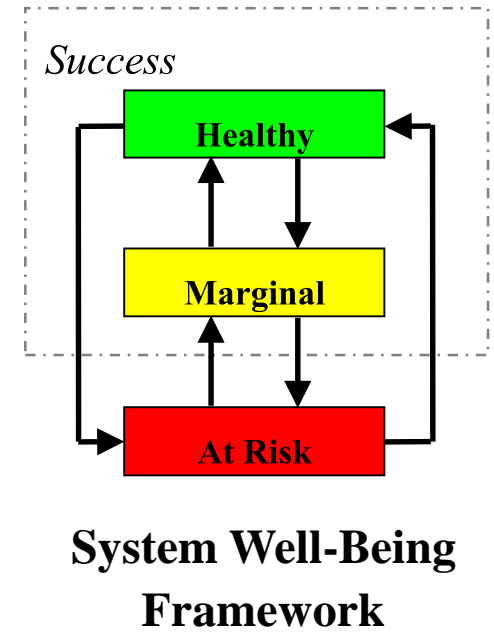 Success
Healthy
Marginal
At Risk
System Well-Being
Framework